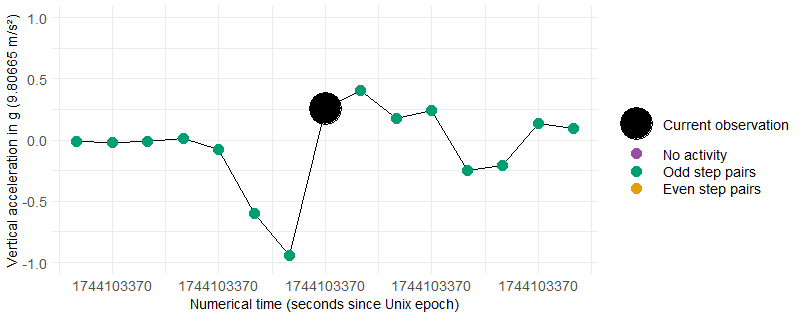 Vertical acceleration in g (9.80665 m/s²)
1.0
0.5
0.0
-0.5
-1.0
1744103370 1744103370 1744103370 1744103370 1744103370
Numerical time (seconds since Unix epoch)
Current observation
No activity
Odd step pairs
Even step pairs